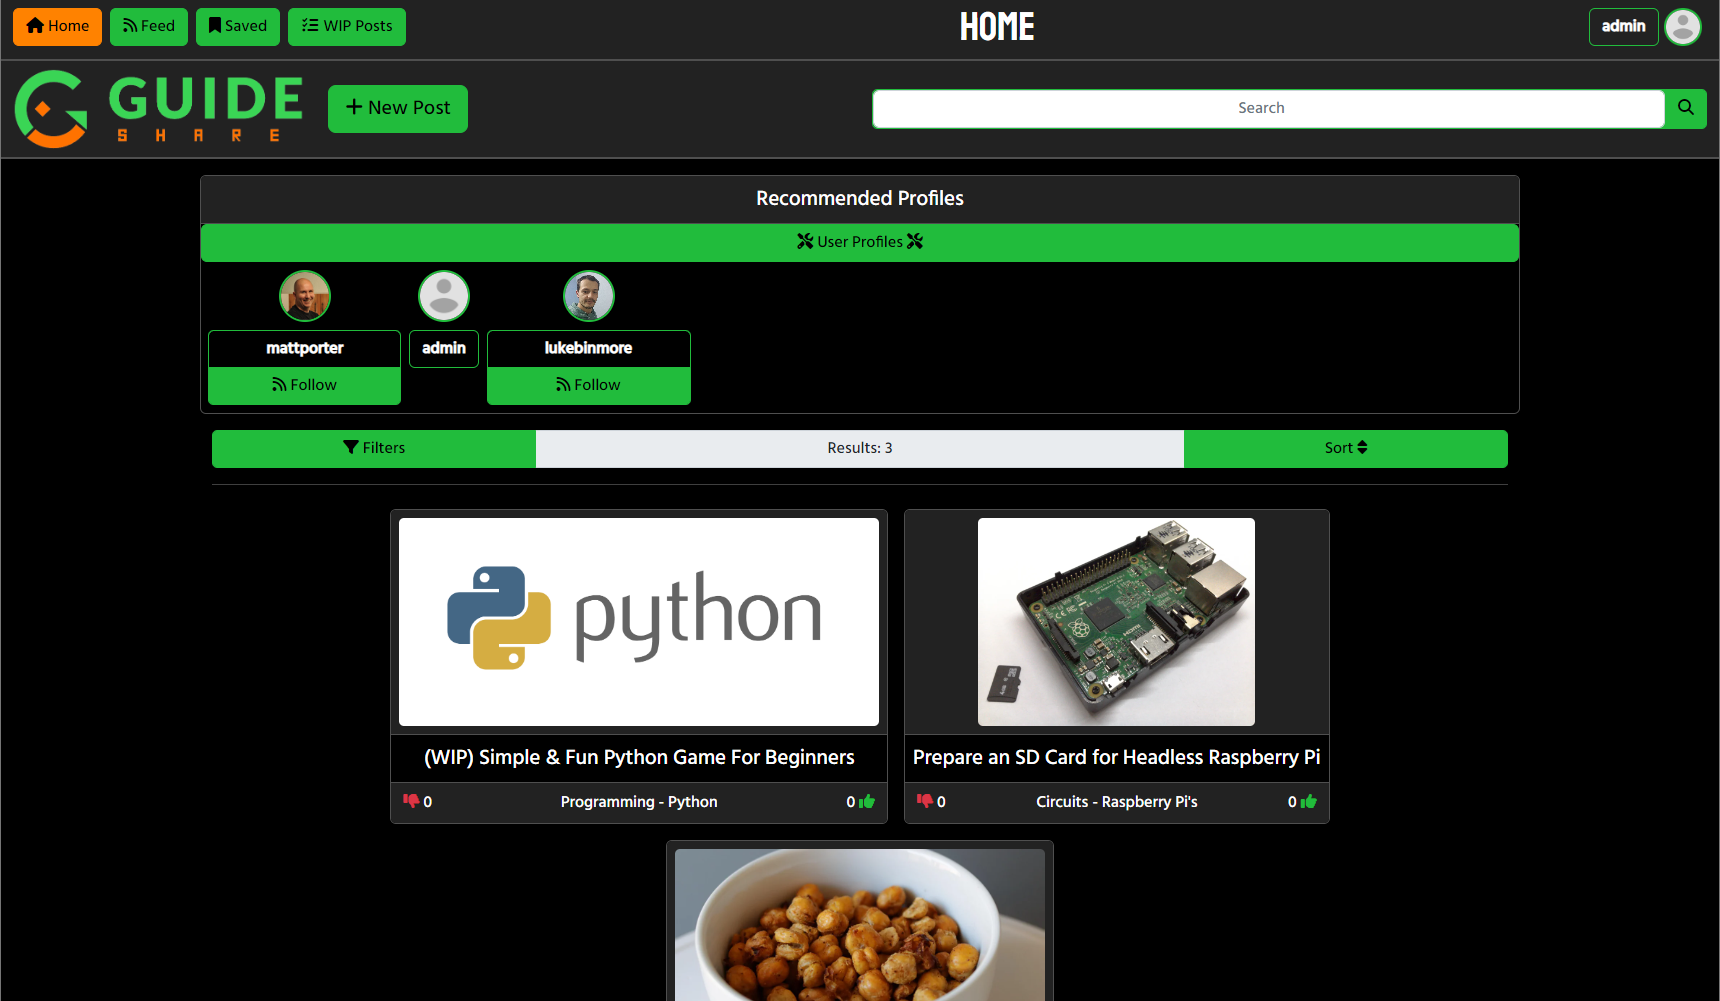 Home
Feed
Saved
WIP Posts
HOME
admin
GUIDE
SHARE
New Post
Search
Recommended Profiles
User Profiles
mattporter
admin
lukebinmore
Follow
Follow
Filters
Results: 3
Sort
python
(WIP) Simple & Fun Python Game For Beginners
Prepare an SD Card for Headless Raspberry Pi
0
Programming - Python
0
0
Circuits - Raspberry Pi's
0